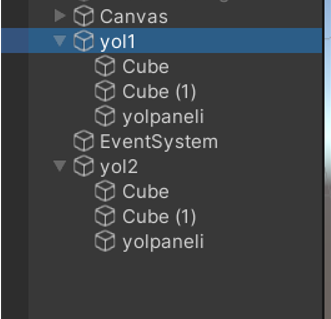 Canvas
yol1
Cube
Cube (1)
yolpaneli
EventSystem
yol2
Cube
Cube (1)
yolpaneli